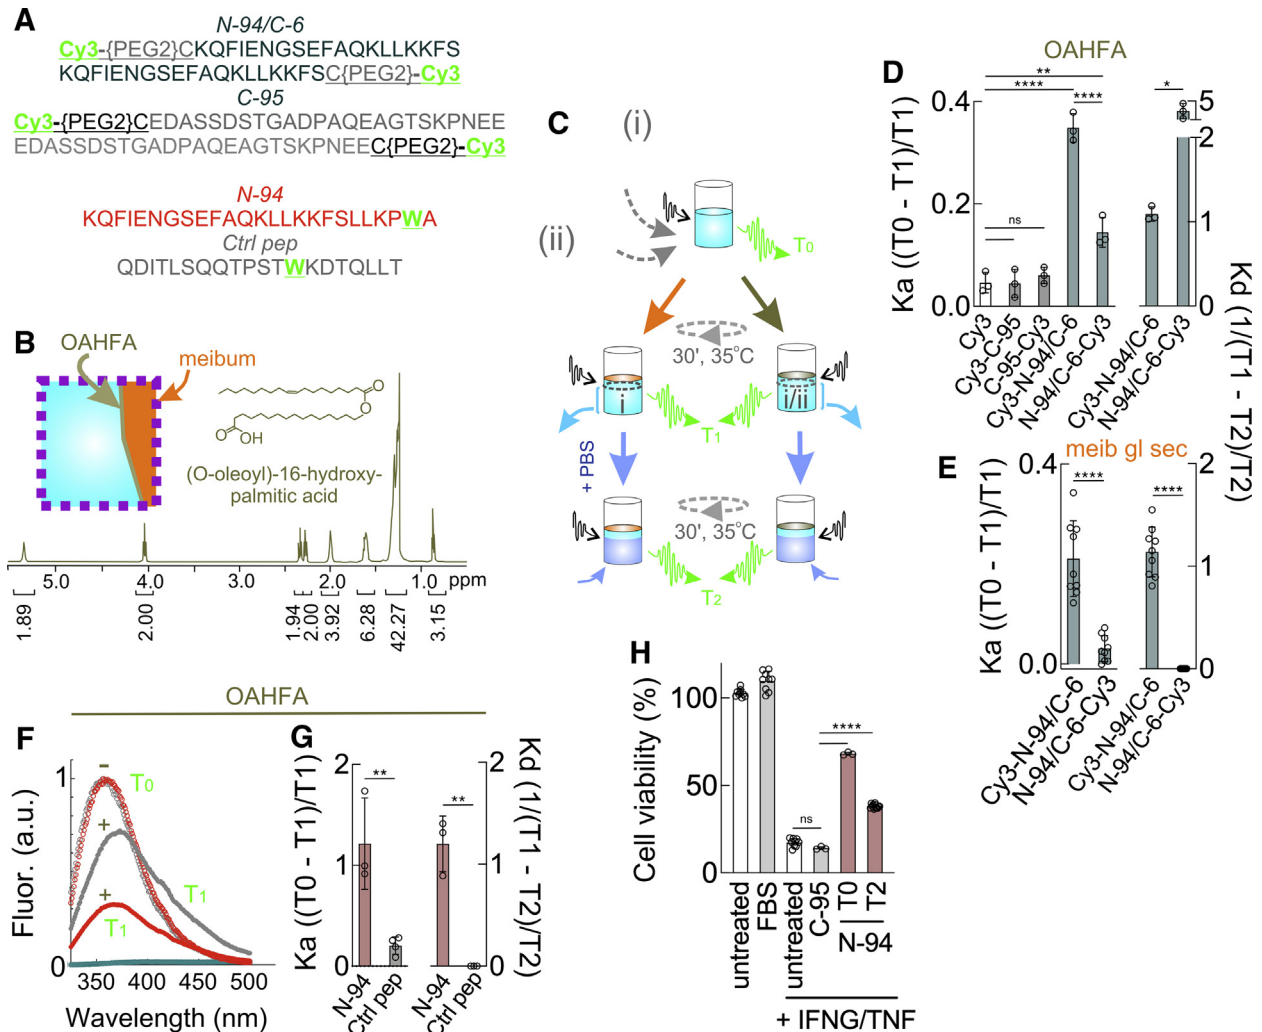 A
N-94/C-6
Cy3-{PEG2}CKQFIENGSEFAQKLLKKFS
KQFIENGSEFAQKLLKKFSC{PEG2}-Cy3
C-95
Cy3-{PEG2}CEDASSDSTGADPAQEAGTSKPNEE
EDASSDSTGADPAQEAGTSKPNEEC{PEG2}-Cy3
N-94
KQFIENGSEFAQKLLKKFSLLKPWA
Ctrl pep
QDITLSQQTPSTWKDTQLLT
B
OAHFA
meibum
O
O
O
OH
(O-oleoyl)-16-hydroxy-
palmitic acid
5.0 4.0 3.0 2.0 1.0 ppm
1.89 2.00 1.94 2.00 3.92 6.28 42.27 3.15
C
(i)
(ii)
T0
30', 35°C
i
i/ii
T1
+ PBS
30', 35°C
T2
D
OAHFA
**
****
****
*
ns
Ka ((T0 - T1)/T1)
0.4
0.2
0.0
5
2
1
0
Kd (1/((T1 - T2)/T2)
Cy3
Cy3-C-95
C-95-Cy3
Cy3-N-94/C-6
N-94/C-6-Cy3
Cy3-N-94/C-6
N-94/C-6-Cy3
E
meib gl sec
****
****
Ka ((T0 - T1)/T1)
0.4
0.0
2
1
0
Cy3-N-94/C-6
N-94/C-6-Cy3
Cy3-N-94/C-6
N-94/C-6-Cy3
OAHFA
F
Fluor. (a.u.)
1
0
–
T0
+
T1
+
T1
350 400 450 500
Wavelength (nm)
G
Ka ((T0 - T1)/T1)
2
1
0
**
**
2
1
0
Kd (1/((T1 - T2)/T2)
N-94
Ctrl pep
N-94
Ctrl pep
H
Cell viability (%)
100
50
0
ns
****
untreated
FBS
untreated
C-95
T0
T2
N-94
+ IFNG/TNF